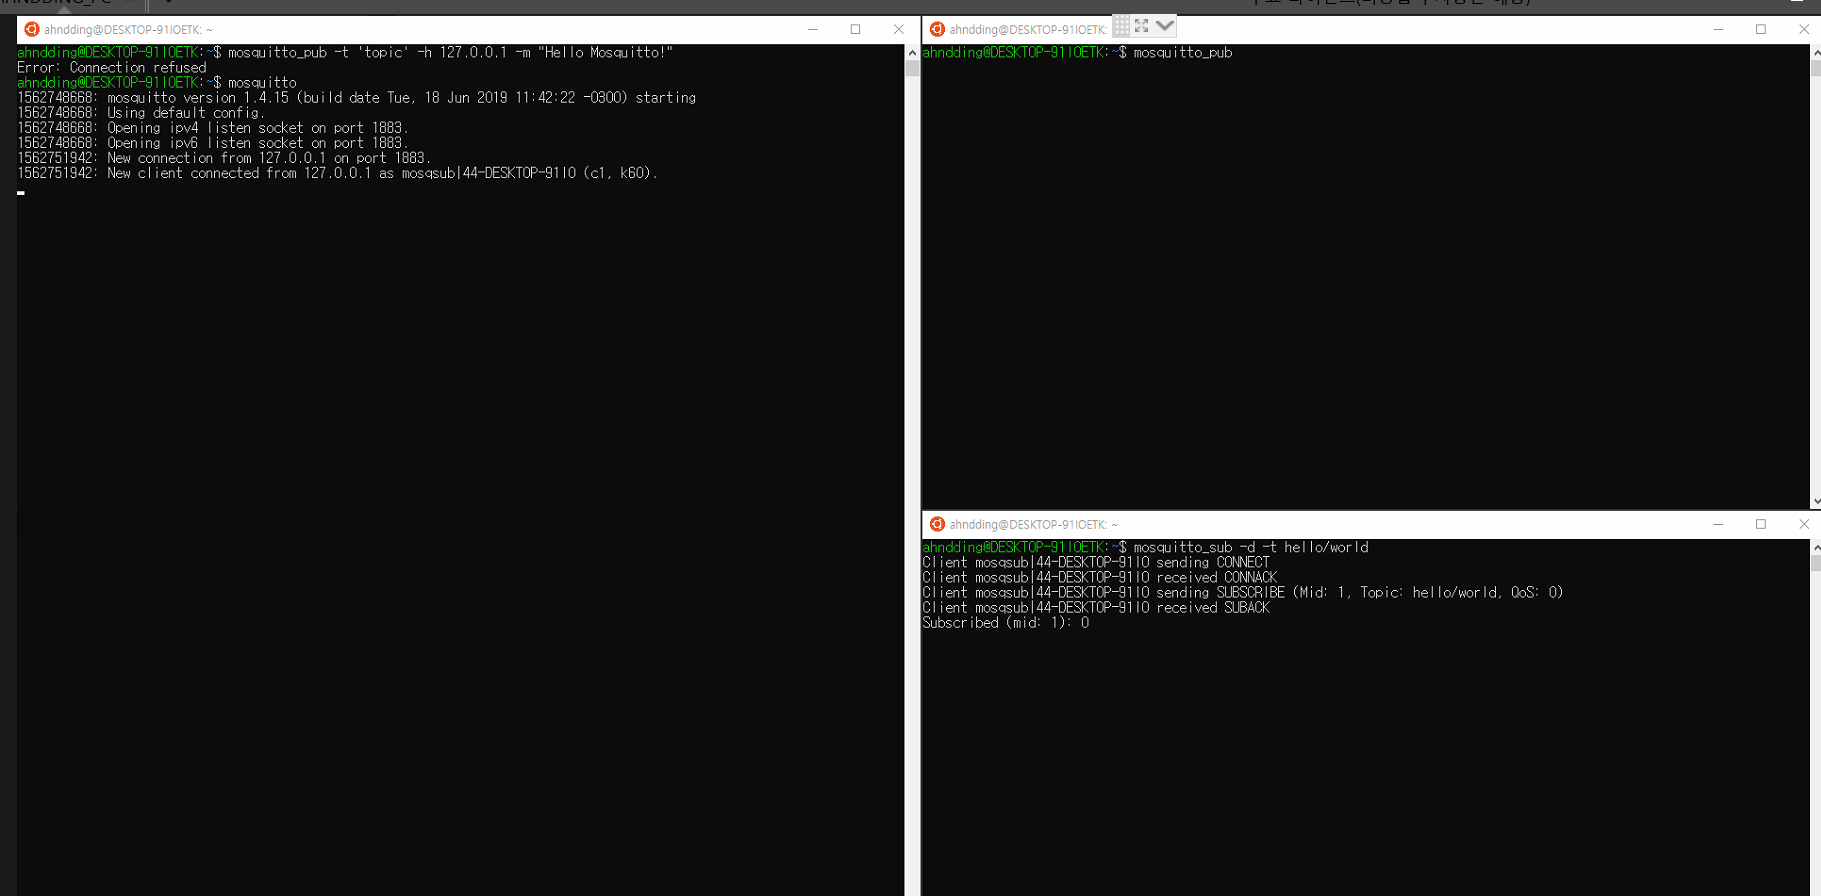 ahndding@DESKTOP-91IOETK: ~
ahndding@DESKTOP-91IOETK:~$ mosquitto_pub -t 'topic' -h 127.0.0.1 -m "Hello Mosquitto!"
Error: Connection refused
ahndding@DESKTOP-91IOETK:~$ mosquitto
1562748668: mosquitto version 1.4.15 (build date Tue, 18 Jun 2019 11:42:22 -0300) starting
1562748668: Using default config.
1562748668: Opening ipv4 listen socket on port 1883.
1562748668: Opening ipv6 listen socket on port 1883.
1562751942: New connection from 127.0.0.1 on port 1883.
1562751942: New client connected from 127.0.0.1 as mosqsub|44-DESKTOP-91IO (c1, k60).
ahndding@DESKTOP-91IOETK:
ahndding@DESKTOP-91IOETK:~$ mosquitto_pub
ahndding@DESKTOP-91IOETK: ~
ahndding@DESKTOP-91IOETK:~$ mosquitto_sub -d -t hello/world
Client mosqsub|44-DESKTOP-91IO sending CONNECT
Client mosqsub|44-DESKTOP-91IO received CONNACK
Client mosqsub|44-DESKTOP-91IO sending SUBSCRIBE (Mid: 1, Topic: hello/world, QoS: 0)
Client mosqsub|44-DESKTOP-91IO received SUBACK
Subscribed (mid: 1): 0